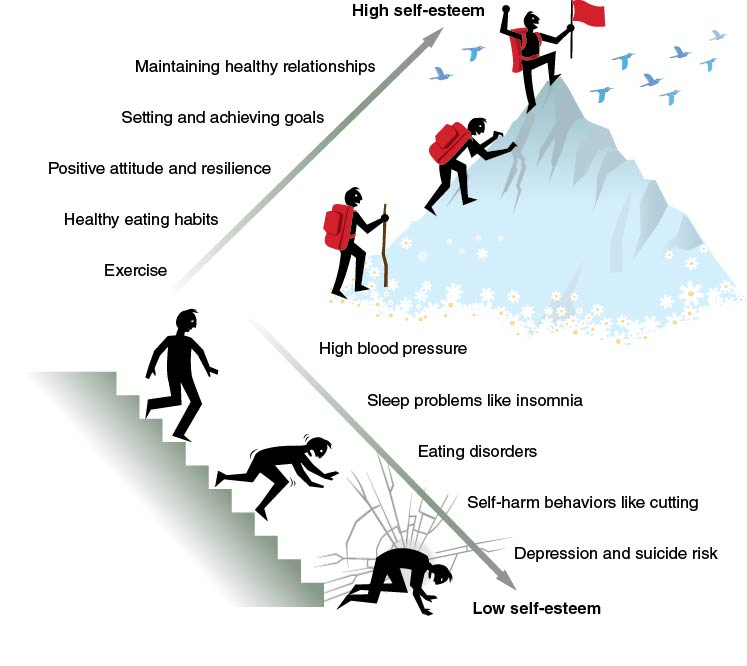 High self-esteem
Maintaining healthy relationships
Setting and achieving goals
Positive attitude and resilience
Healthy eating habits
Exercise
High blood pressure
Sleep problems like insomnia
Eating disorders
Self-harm behaviors like cutting
Depression and suicide risk
Low self-esteem